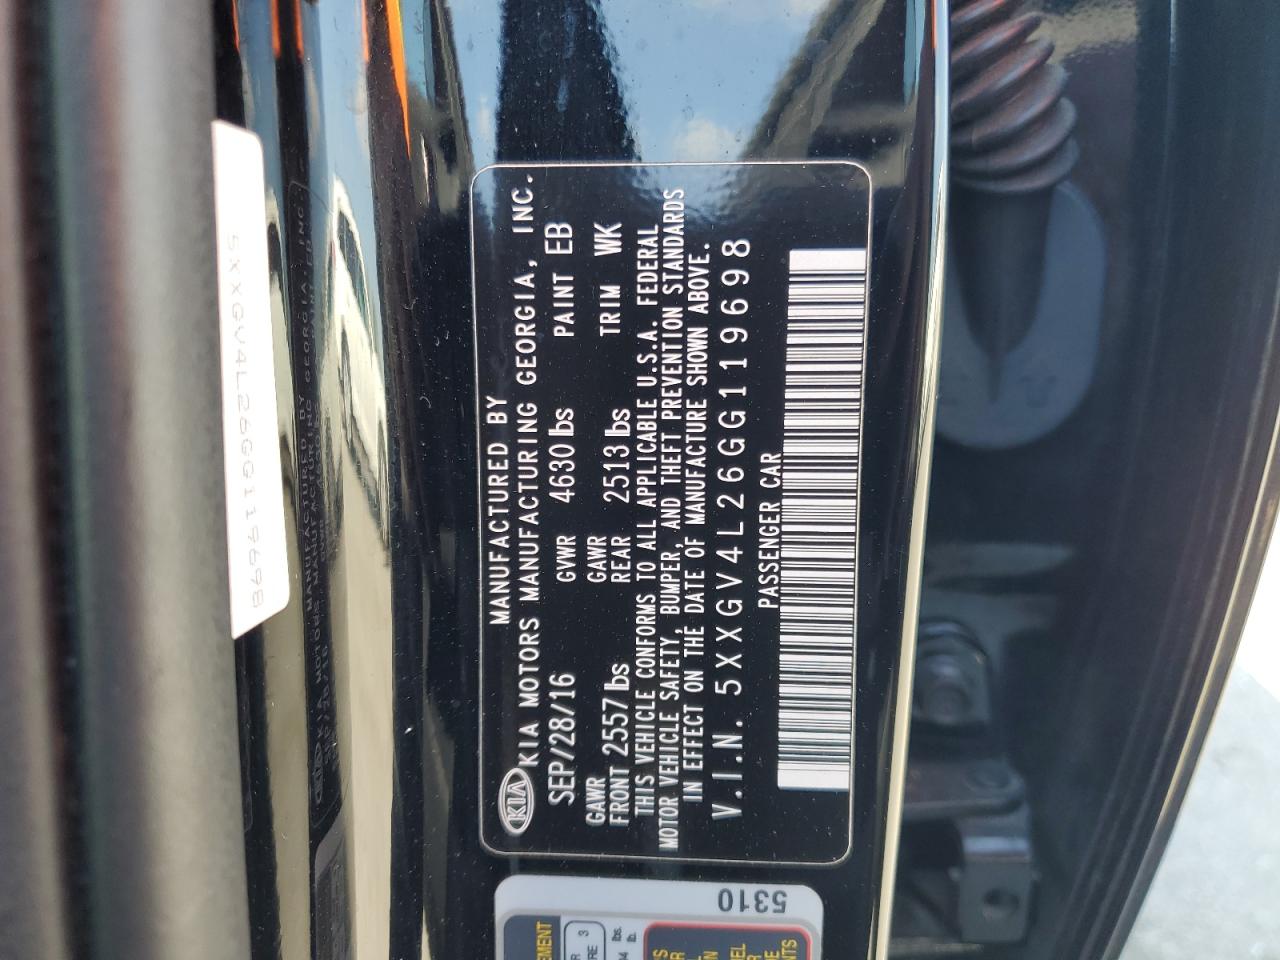 MANUFACTURED BY
KIA KIA MOTORS MANUFACTURING GEORGIA, INC.
SEP/28/16 GVWR 4630 lbs PAINT EB
GAWR FRONT 2557 lbs GAWR REAR 2513 lbs TRIM WK
THIS VEHICLE CONFORMS TO ALL APPLICABLE U.S.A. FEDERAL
MOTOR VEHICLE SAFETY, BUMPER, AND THEFT PREVENTION STANDARDS
IN EFFECT ON THE DATE OF MANUFACTURE SHOWN ABOVE.
V.I.N. 5XXGV4L26GG119698
PASSENGER CAR
5XXGV4L26GG119698
5310